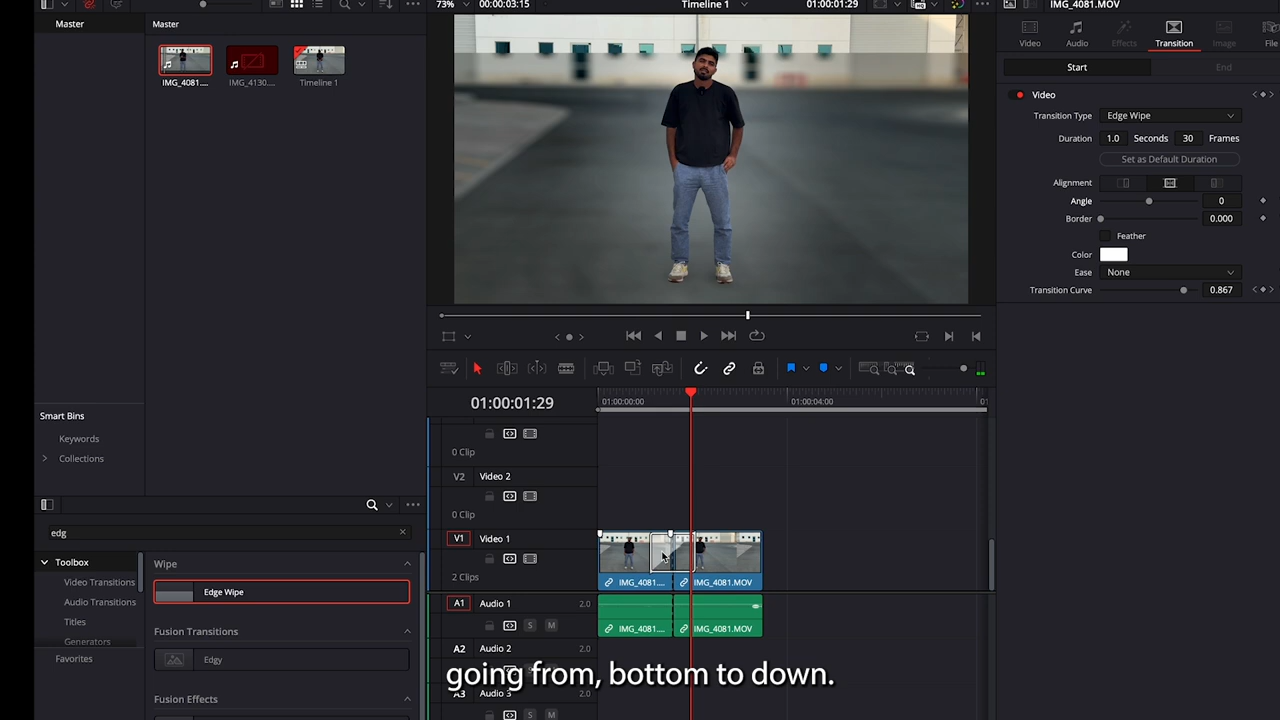 73%
00:00:03:15
Timeline 1
01:00:01:29
IMG_4081.MOV
Master
Master
IMG_4081....
IMG_4130....
Timeline 1
Video
Audio
Effects
Transition
Image
File
Start
End
Video
Transition Type
Edge Wipe
Duration
1.0
Seconds
30
Frames
Set as Default Duration
Alignment
Angle
0
Border
0.000
Feather
Color
Ease
None
Transition Curve
0.867
01:00:01:29
01:00:00:00
01:00:04:00
Smart Bins
Keywords
Collections
0 Clip
V2
Video 2
0 Clip
edg
V1
Video 1
2 Clips
IMG_4081....
IMG_4081.MOV
Toolbox
Video Transitions
Audio Transitions
Titles
Generators
Favorites
Wipe
Edge Wipe
Fusion Transitions
Edgy
Fusion Effects
A1
Audio 1
2.0
S
M
IMG_4081....
IMG_4081.MOV
A2
Audio 2
2.0
going from, bottom to down.
A3
Audio 3
2.0
S
M